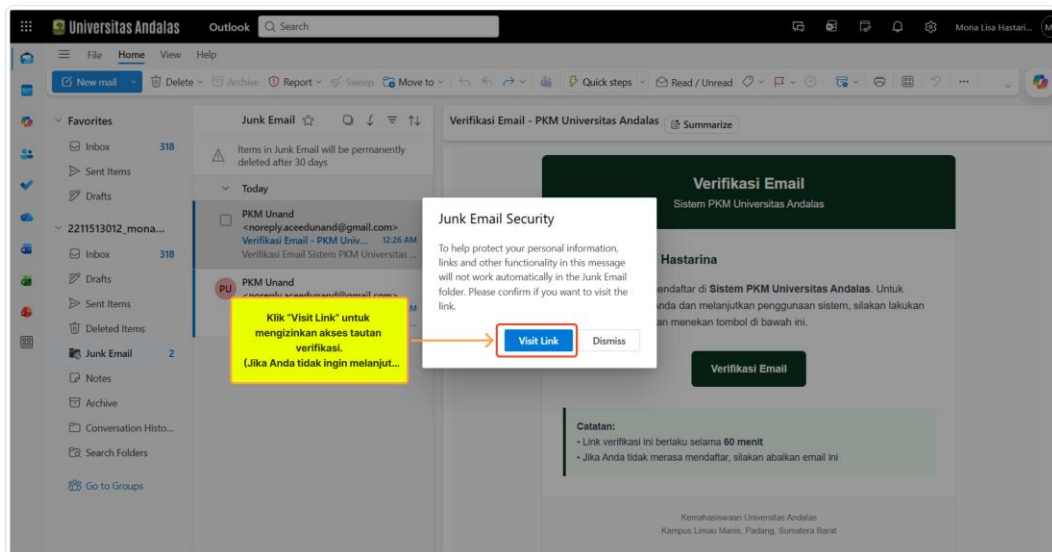 Universitas Andalas
Outlook
Search
Mona Lisa Hastari...
File Home View Help
New mail
Delete
Archive
Report
Sweep
Move to
Quick steps
Read / Unread
Favorites
Inbox 318
Sent Items
Drafts
2211513012_mona...
Inbox 318
Drafts
Sent Items
Deleted Items
Junk Email 2
Notes
Archive
Conversation Histo...
Search Folders
Go to Groups
Junk Email
Items in Junk Email will be permanently
deleted after 30 days
Today
PKM Unand
<noreply.aceedunand@gmail.com>
Verifikasi Email - PKM Univ... 12:26 AM
Verifikasi Email Sistem PKM Universitas ...
PU
PKM Unand
<noreply.aceedunand@gmail.com>
Klik "Visit Link" untuk
mengizinkan akses tautan
verifikasi.
(Jika Anda tidak ingin melanjut...
Junk Email Security
To help protect your personal information,
links and other functionality in this message
will not work automatically in the Junk Email
folder. Please confirm if you want to visit the
link.
Visit Link
Dismiss
Verifikasi Email - PKM Universitas Andalas
Summarize
Verifikasi Email
Sistem PKM Universitas Andalas
Hastarina
endaftar di Sistem PKM Universitas Andalas. Untuk
nda dan melanjutkan penggunaan sistem, silakan lakukan
an menekan tombol di bawah ini.
Verifikasi Email
Catatan:
• Link verifikasi ini berlaku selama 60 menit
• Jika Anda tidak merasa mendaftar, silakan abaikan email ini
Kemahasiswaan Universitas Andalas
Kampus Limau Manis, Padang, Sumatera Barat